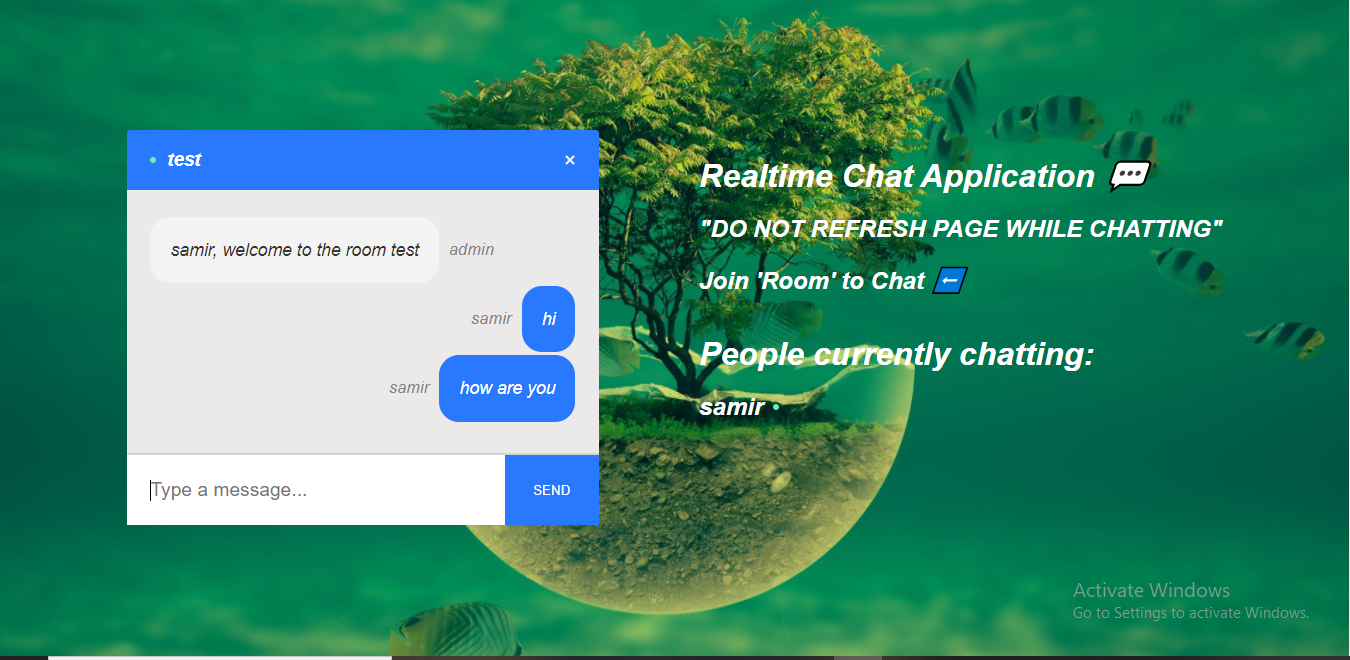 test
×
samir, welcome to the room test admin
samir hi
samir how are you
Type a message...
SEND
Realtime Chat Application 💬
"DO NOT REFRESH PAGE WHILE CHATTING"
Join 'Room' to Chat ⬅️
People currently chatting:
samir
Activate Windows
Go to Settings to activate Windows.